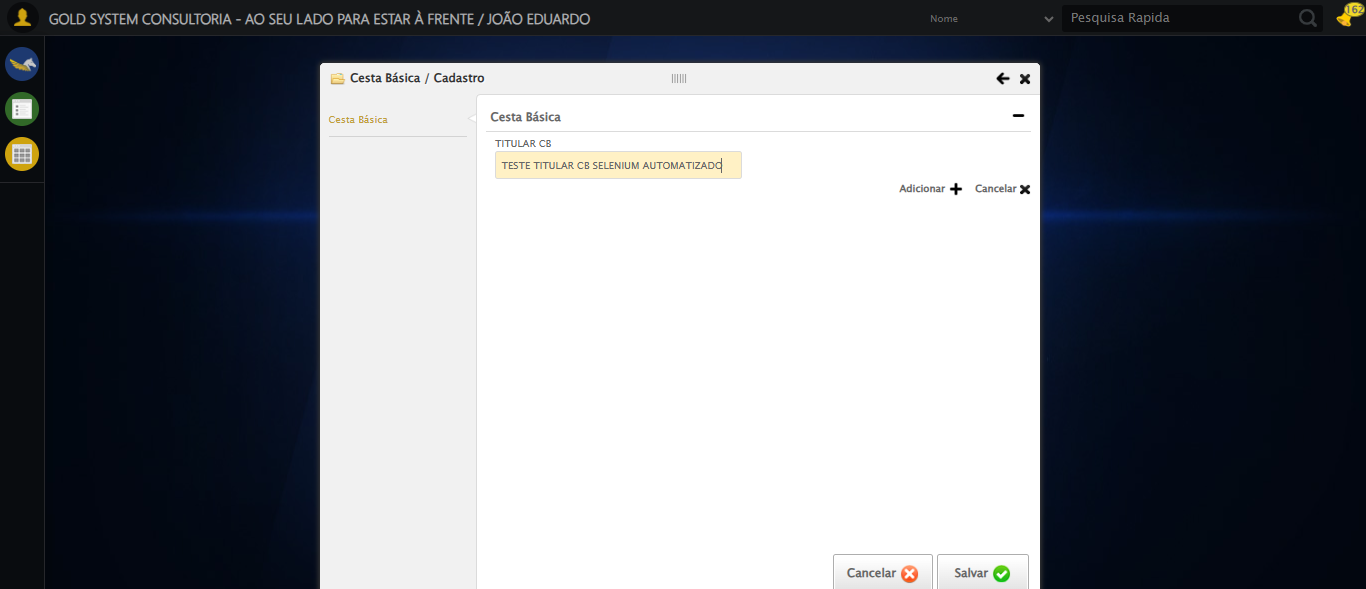 GOLD SYSTEM CONSULTORIA - AO SEU LADO PARA ESTAR À FRENTE / JOÃO EDUARDO
Nome
Pesquisa Rapida
162
Cesta Básica / Cadastro
Cesta Básica
Cesta Básica
TITULAR CB
TESTE TITULAR CB SELENIUM AUTOMATIZADO
Adicionar
Cancelar
Cancelar
Salvar